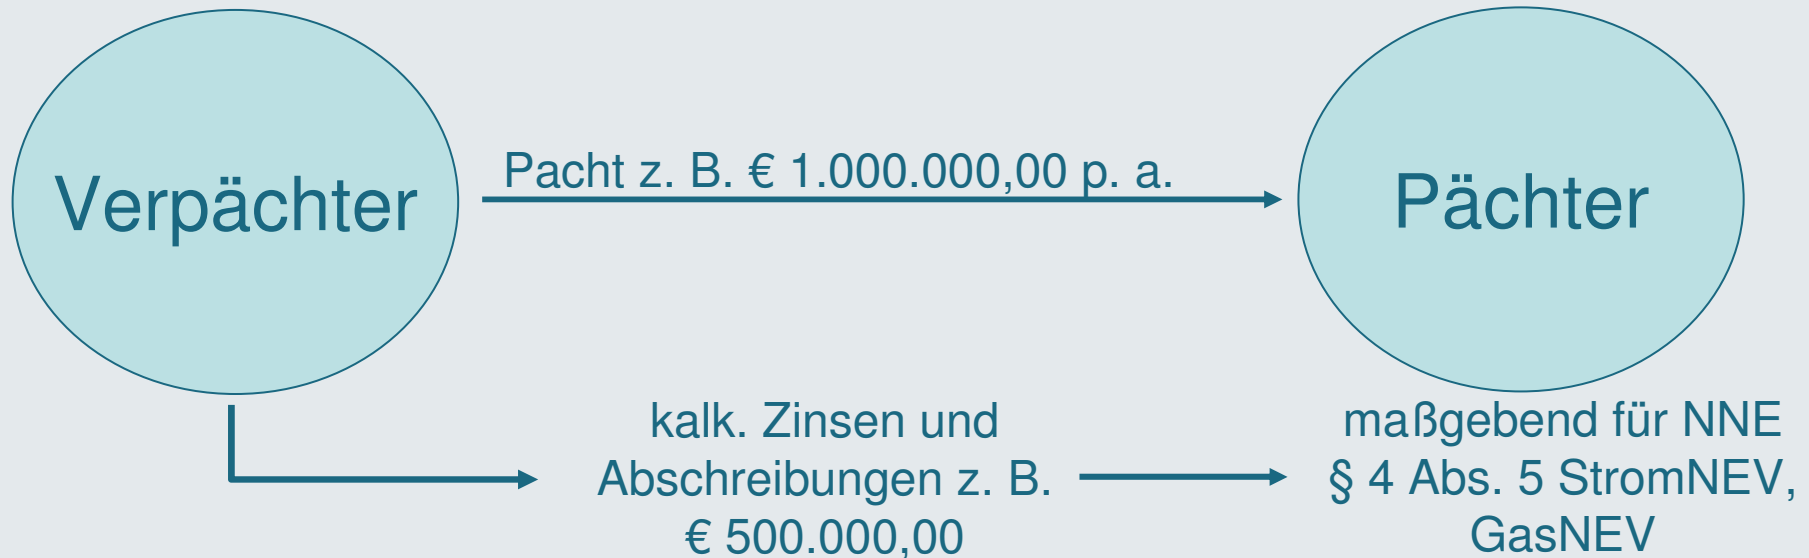 Verpächter
Pacht z. B. € 1.000.000,00 p. a.
Pächter
kalk. Zinsen und
Abschreibungen z. B.
€ 500.000,00
maßgebend für NNE
§ 4 Abs. 5 StromNEV,
GasNEV